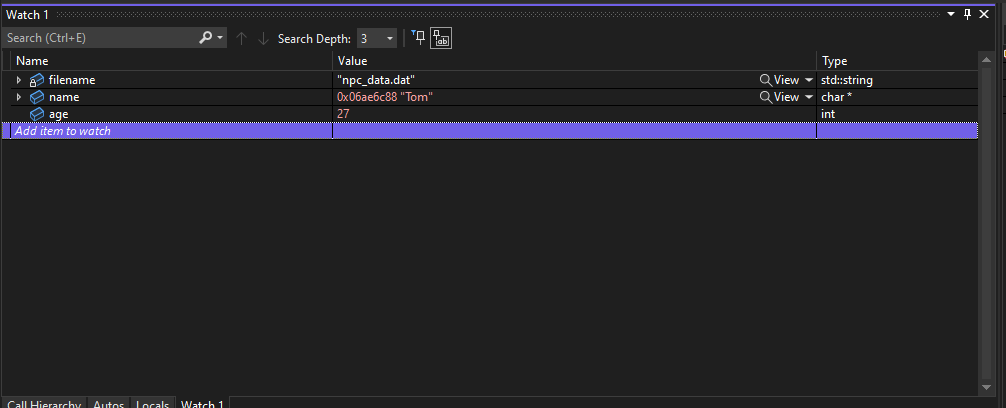 Watch 1
Search (Ctrl+E) Search Depth: 3
Name Value Type
filename "npc_data.dat" View std::string
name 0x06ae6c88 "Tom" View char *
age 27 int
Add item to watch
Call Hierarchy Autos Locals Watch 1